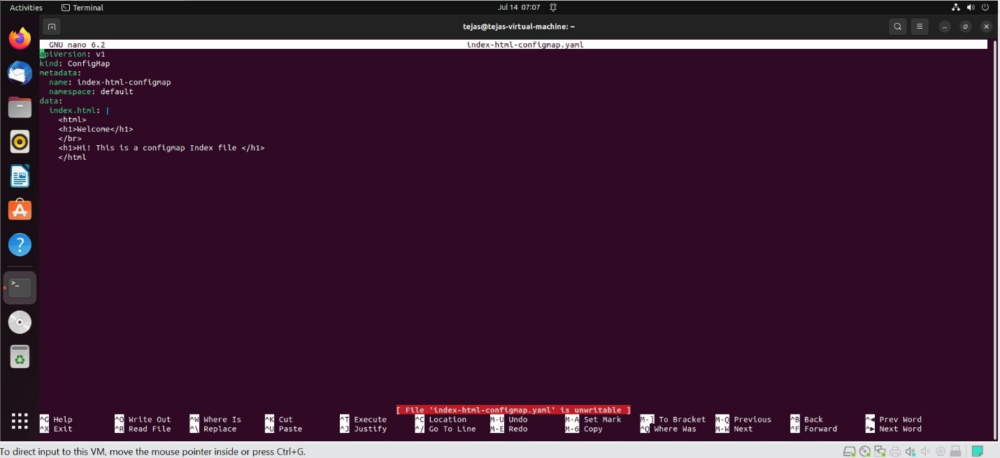 Activities Terminal Jul 14 07:07
tejas@tejas-virtual-machine: ~
GNU nano 6.2 index-html-configmap.yaml
apiVersion: v1
kind: ConfigMap
metadata:
  name: index-html-configmap
  namespace: default
data:
  index.html: |
    <html>
    <h1>Welcome</h1>
    </br>
    <h1>Hi! This is a configmap Index file </h1>
    </html
[ File 'index-html-configmap.yaml' is unwritable ]
^G Help ^O Write Out ^W Where Is ^K Cut ^T Execute ^C Location M-U Undo M-A Set Mark M-] To Bracket M-Q Previous ^B Back ^◂ Prev Word
^X Exit ^R Read File ^\ Replace ^U Paste ^J Justify ^/ Go To Line M-E Redo M-6 Copy ^Q Where Was M-W Next ^F Forward ^▸ Next Word
To direct input to this VM, move the mouse pointer inside or press Ctrl+G.